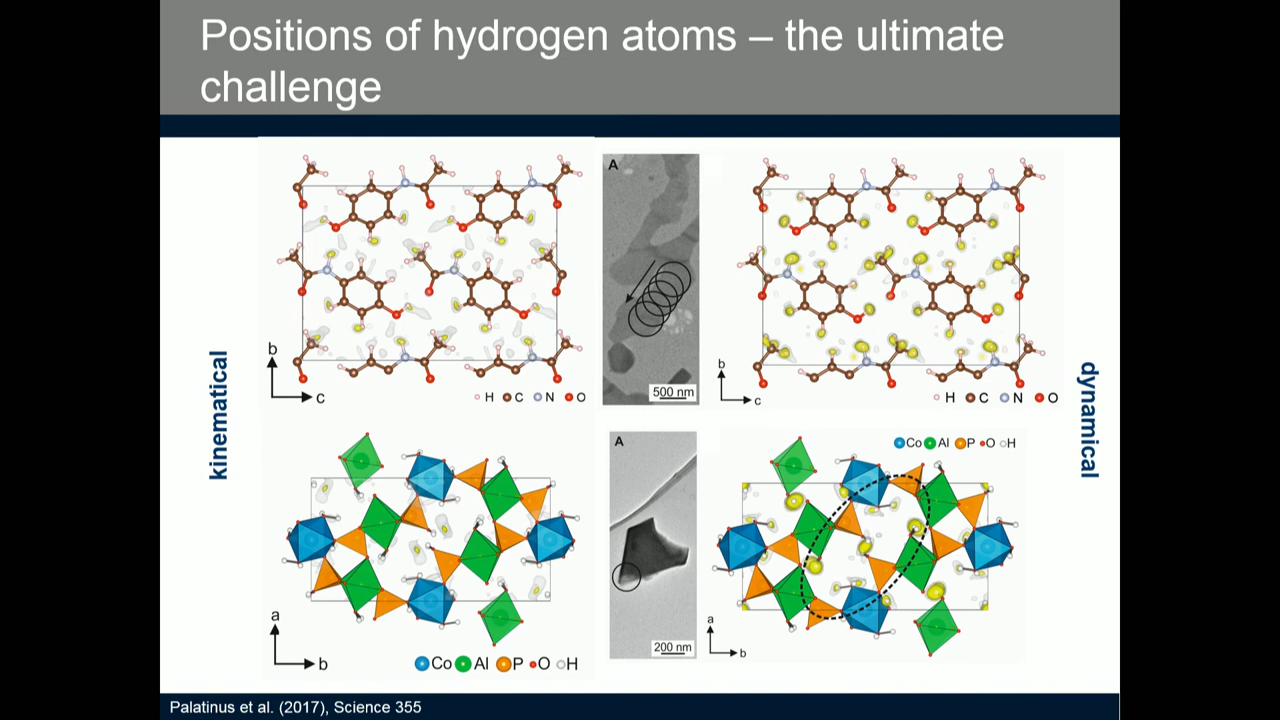 Positions of hydrogen atoms – the ultimate
challenge
A
500 nm
b
c
H C N O
b
c
H C N O
kinematical
dynamical
A
200 nm
a
b
Co Al P O H
Co Al P O H
a
b
Palatinus et al. (2017), Science 355